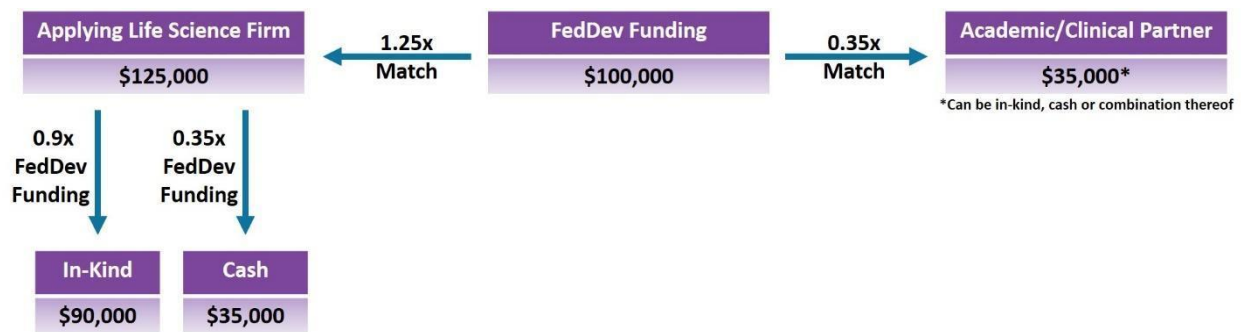 Applying Life Science Firm
$125,000
1.25x
Match
FedDev Funding
$100,000
0.35x
Match
Academic/Clinical Partner
$35,000*
*Can be in-kind, cash or combination thereof
0.9x
FedDev
Funding
0.35x
FedDev
Funding
In-Kind
$90,000
Cash
$35,000